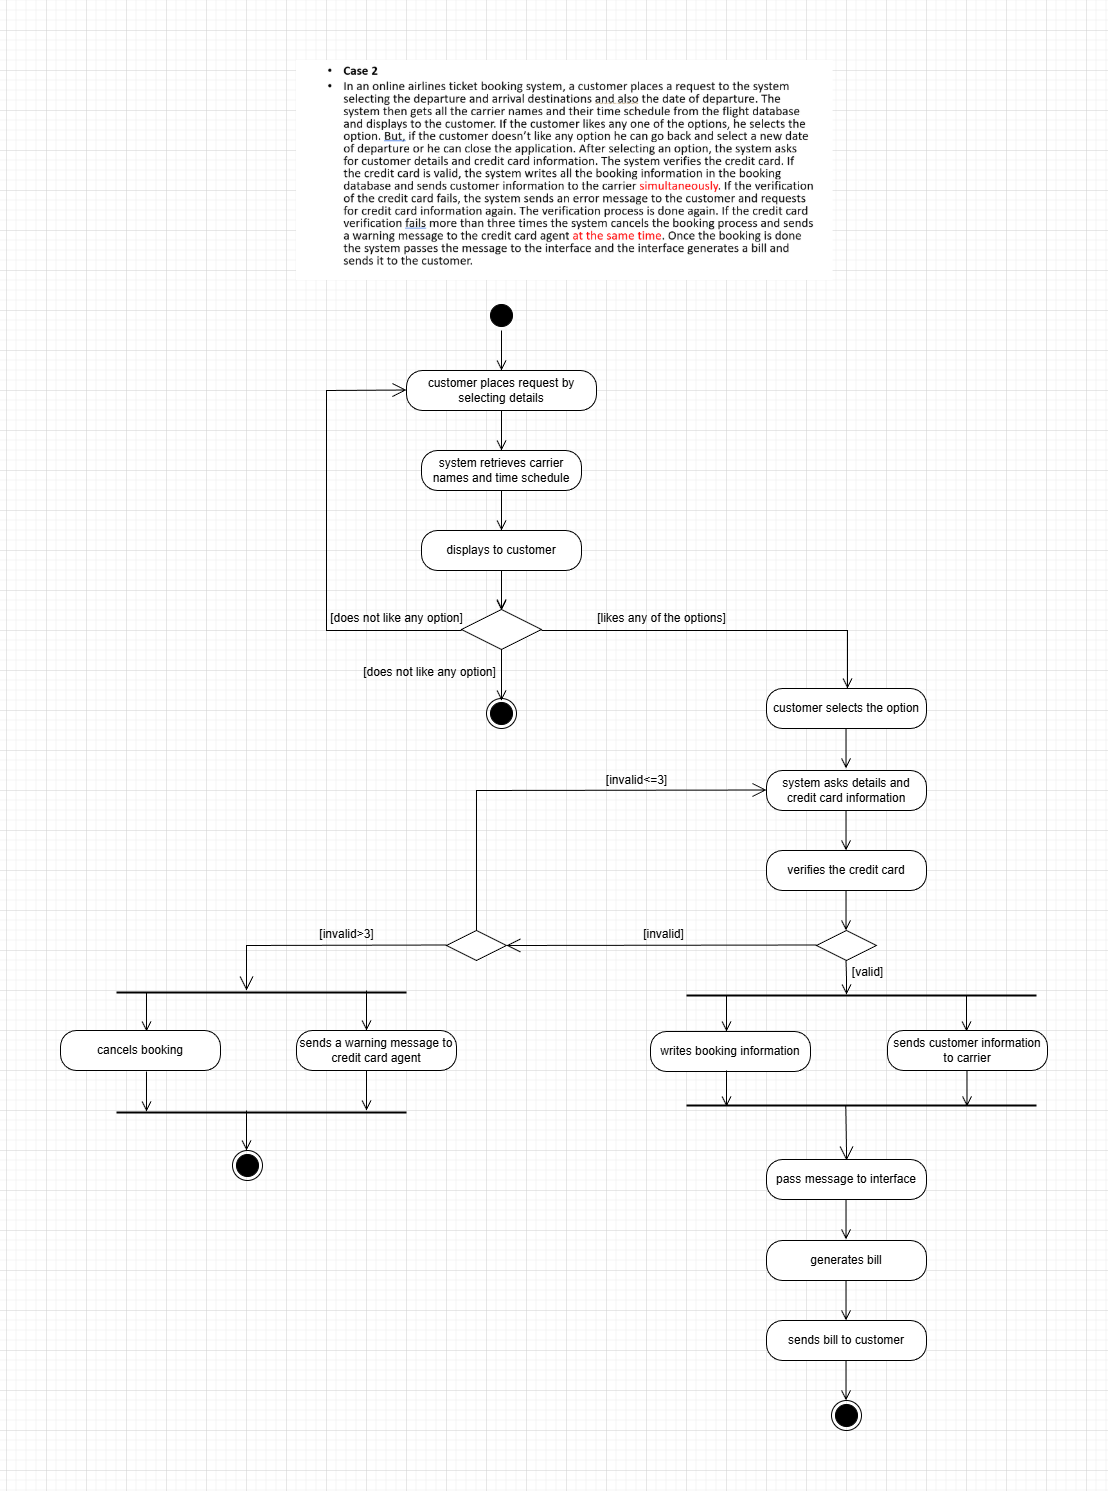 • Case 2
• In an online airlines ticket booking system, a customer places a request to the system
selecting the departure and arrival destinations and also the date of departure. The
system then gets all the carrier names and their time schedule from the flight database
and displays to the customer. If the customer likes any one of the options, he selects the
option. But, if the customer doesn't like any option he can go back and select a new date
of departure or he can close the application. After selecting an option, the system asks
for customer details and credit card information. The system verifies the credit card. If
the credit card is valid, the system writes all the booking information in the booking
database and sends customer information to the carrier simultaneously. If the verification
of the credit card fails, the system sends an error message to the customer and requests
for credit card information again. The verification process is done again. If the credit card
verification fails more than three times the system cancels the booking process and sends
a warning message to the credit card agent at the same time. Once the booking is done
the system passes the message to the interface and the interface generates a bill and
sends it to the customer.
customer places request by
selecting details
system retrieves carrier
names and time schedule
displays to customer
[does not like any option]
[likes any of the options]
[does not like any option]
customer selects the option
[invalid<=3]
system asks details and
credit card information
verifies the credit card
[invalid>3]
[invalid]
[valid]
cancels booking
sends a warning message to
credit card agent
writes booking information
sends customer information
to carrier
pass message to interface
generates bill
sends bill to customer